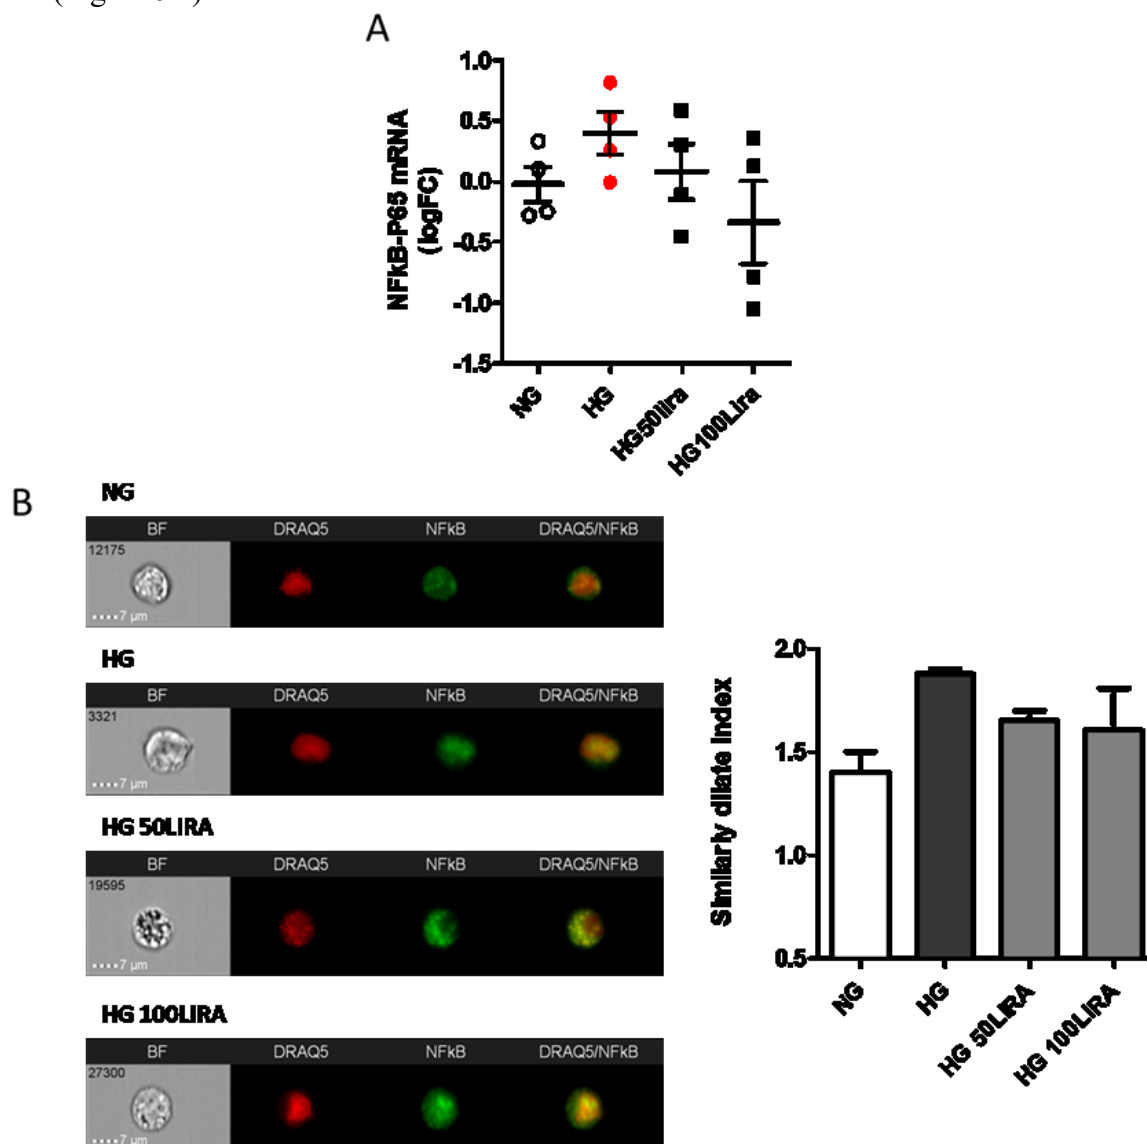 A
1.0
0.5
0.0
-0.5
-1.0
-1.5
NFkB-P65 mRNA
(logFC)
NG
HG
HG50lira
HG100Lira
B
NG
BF DRAQ5 NFkB DRAQ5/NFkB
12175
7 µm
HG
BF DRAQ5 NFkB DRAQ5/NFkB
3321
7 µm
HG 50LIRA
BF DRAQ5 NFkB DRAQ5/NFkB
19595
7 µm
HG 100LIRA
BF DRAQ5 NFkB DRAQ5/NFkB
27300
7 µm
2.0
1.5
1.0
0.5
Similarly dilate index
NG
HG
HG 50LIRA
HG 100LIRA